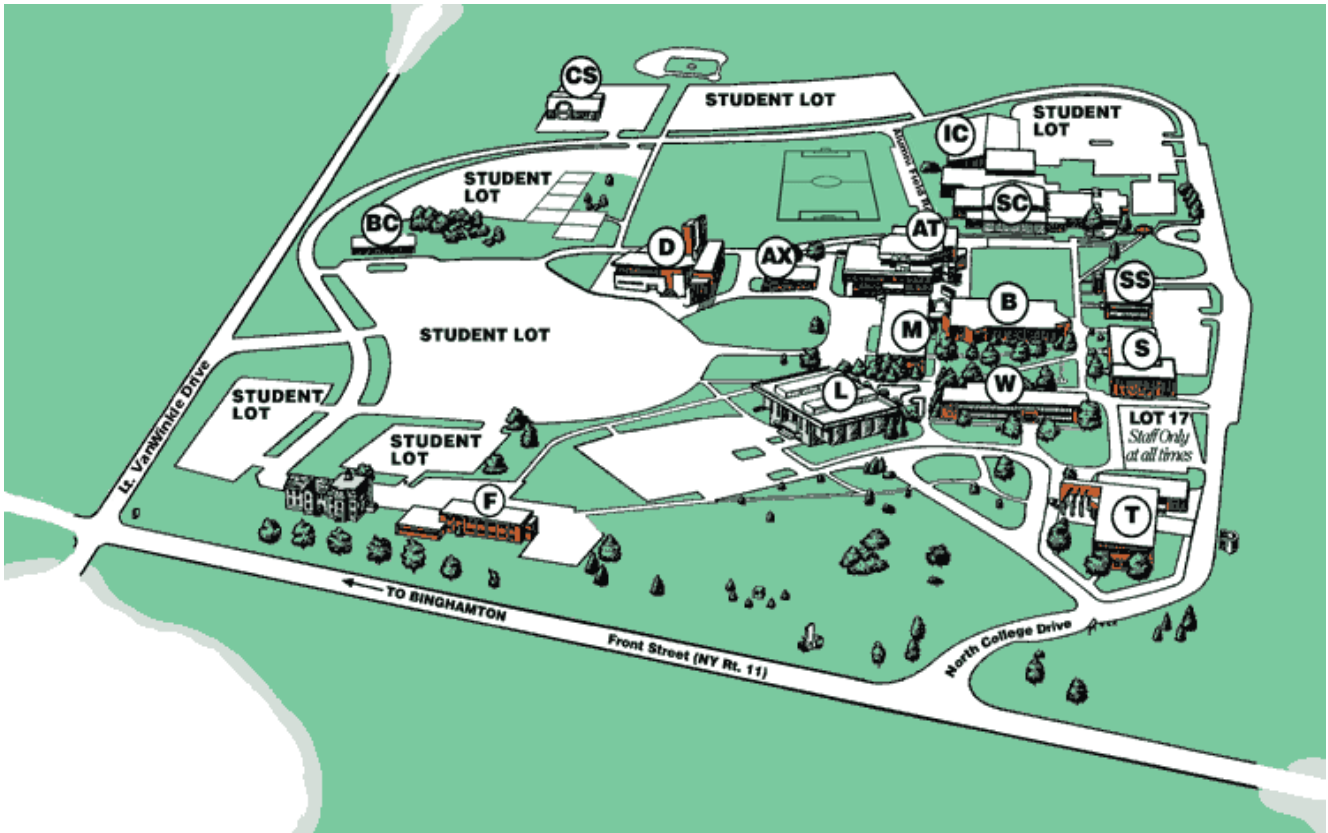 CS
STUDENT LOT
STUDENT
LOT
IC
Alumni Field R
STUDENT
LOT
SC
BC
D
AX
AT
SS
B
STUDENT LOT
M
S
L
W
STUDENT
LOT
LOT 17
Staff Only
at all times
STUDENT
LOT
Lt. VanWinkle Drive
F
T
TO BINGHAMTON
Front Street (NY Rt. 11)
North College Drive